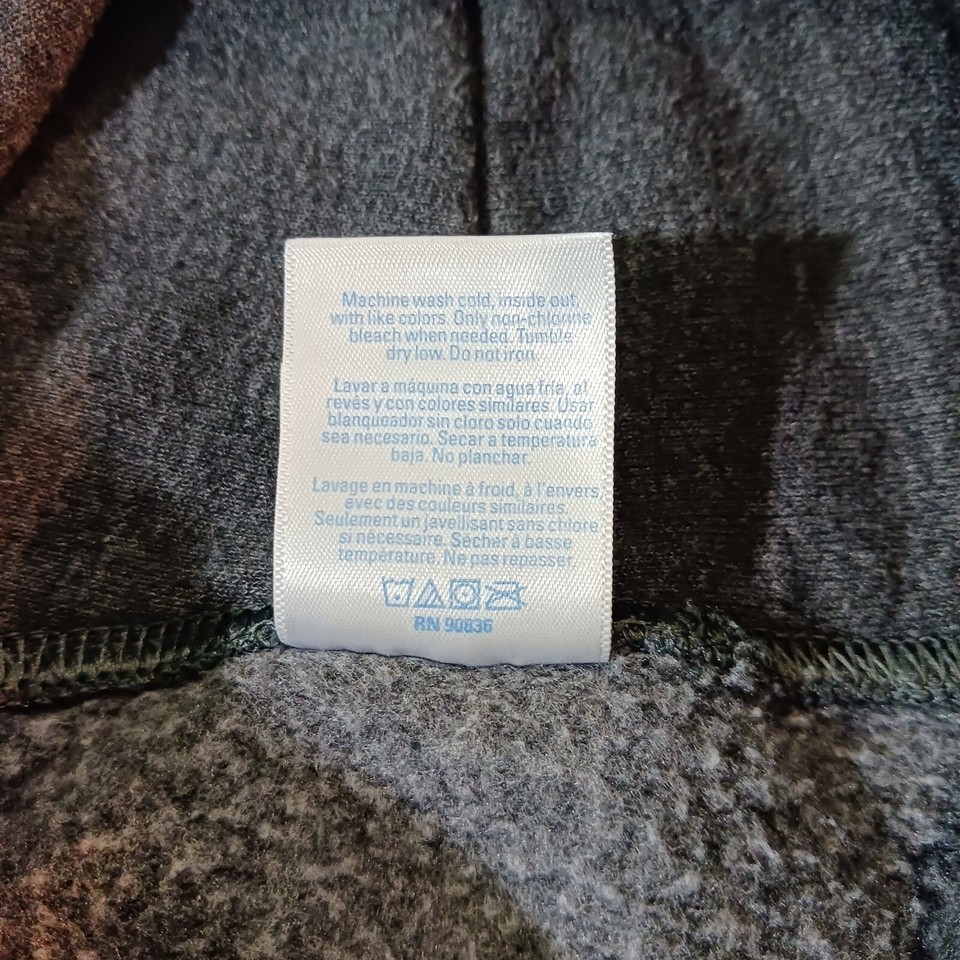 Machine wash cold, inside out,
with like colors. Only non-chlorine
bleach when needed. Tumble
dry low. Do not iron.
Lavar a máquina con agua fría, al
revés y con colores similares. Usar
blanqueador sin cloro solo cuando
sea necesario. Secar a temperatura
baja. No planchar.
Lavage en machine à froid, à l'envers,
avec des couleurs similaires.
Seulement un javellisant sans chlore
si nécessaire. Sécher à basse
température. Ne pas repasser.
RN 90836